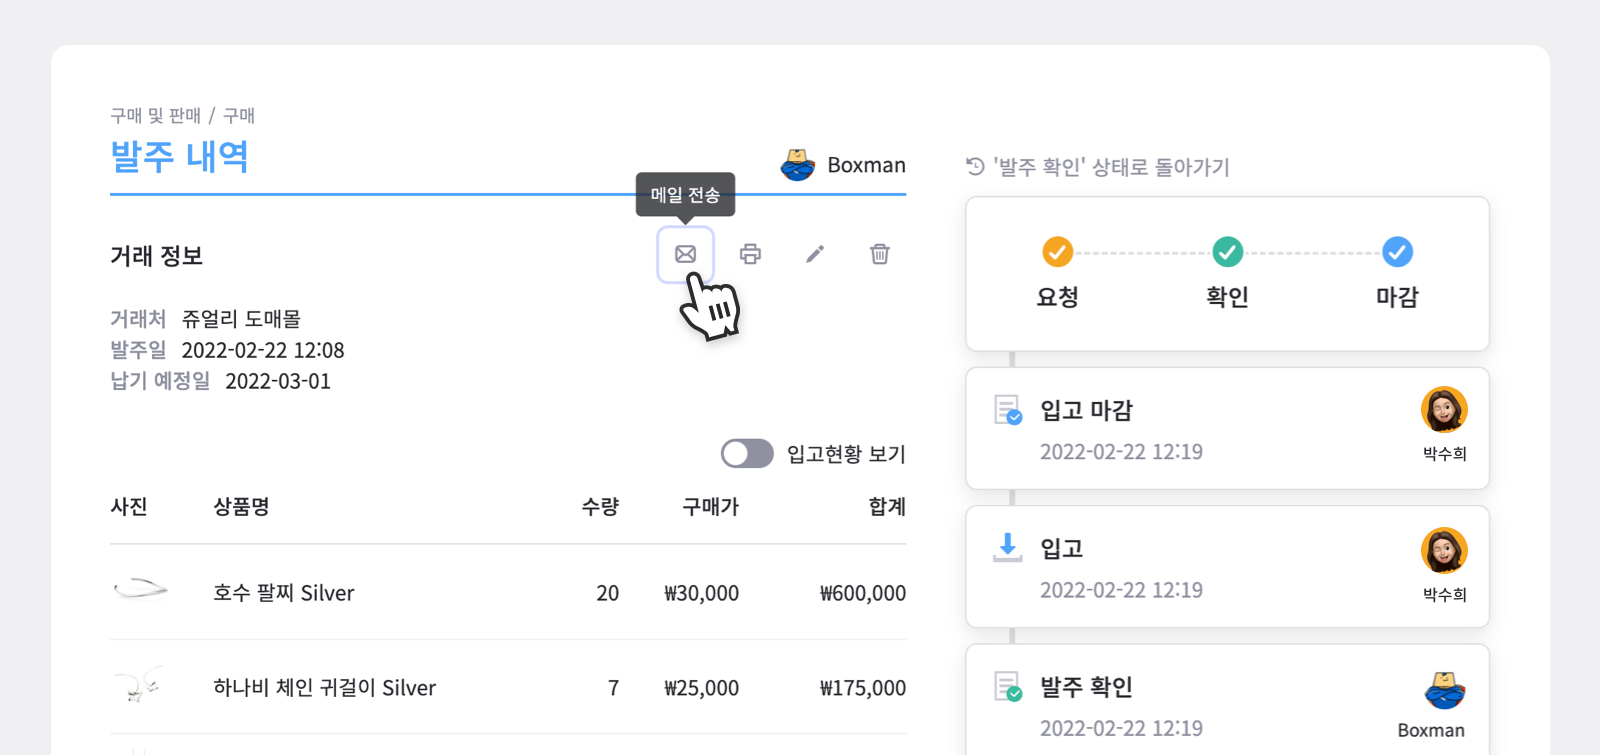 구매 및 판매 / 구매
발주 내역
Boxman
메일 전송
거래 정보
거래처 쥬얼리 도매몰
발주일 2022-02-22 12:08
납기 예정일 2022-03-01
입고현황 보기
사진 상품명 수량 구매가 합계
호수 팔찌 Silver 20 ₩30,000 ₩600,000
하나비 체인 귀걸이 Silver 7 ₩25,000 ₩175,000
'발주 확인' 상태로 돌아가기
요청 확인 마감
입고 마감
2022-02-22 12:19
박수희
입고
2022-02-22 12:19
박수희
발주 확인
2022-02-22 12:19
Boxman